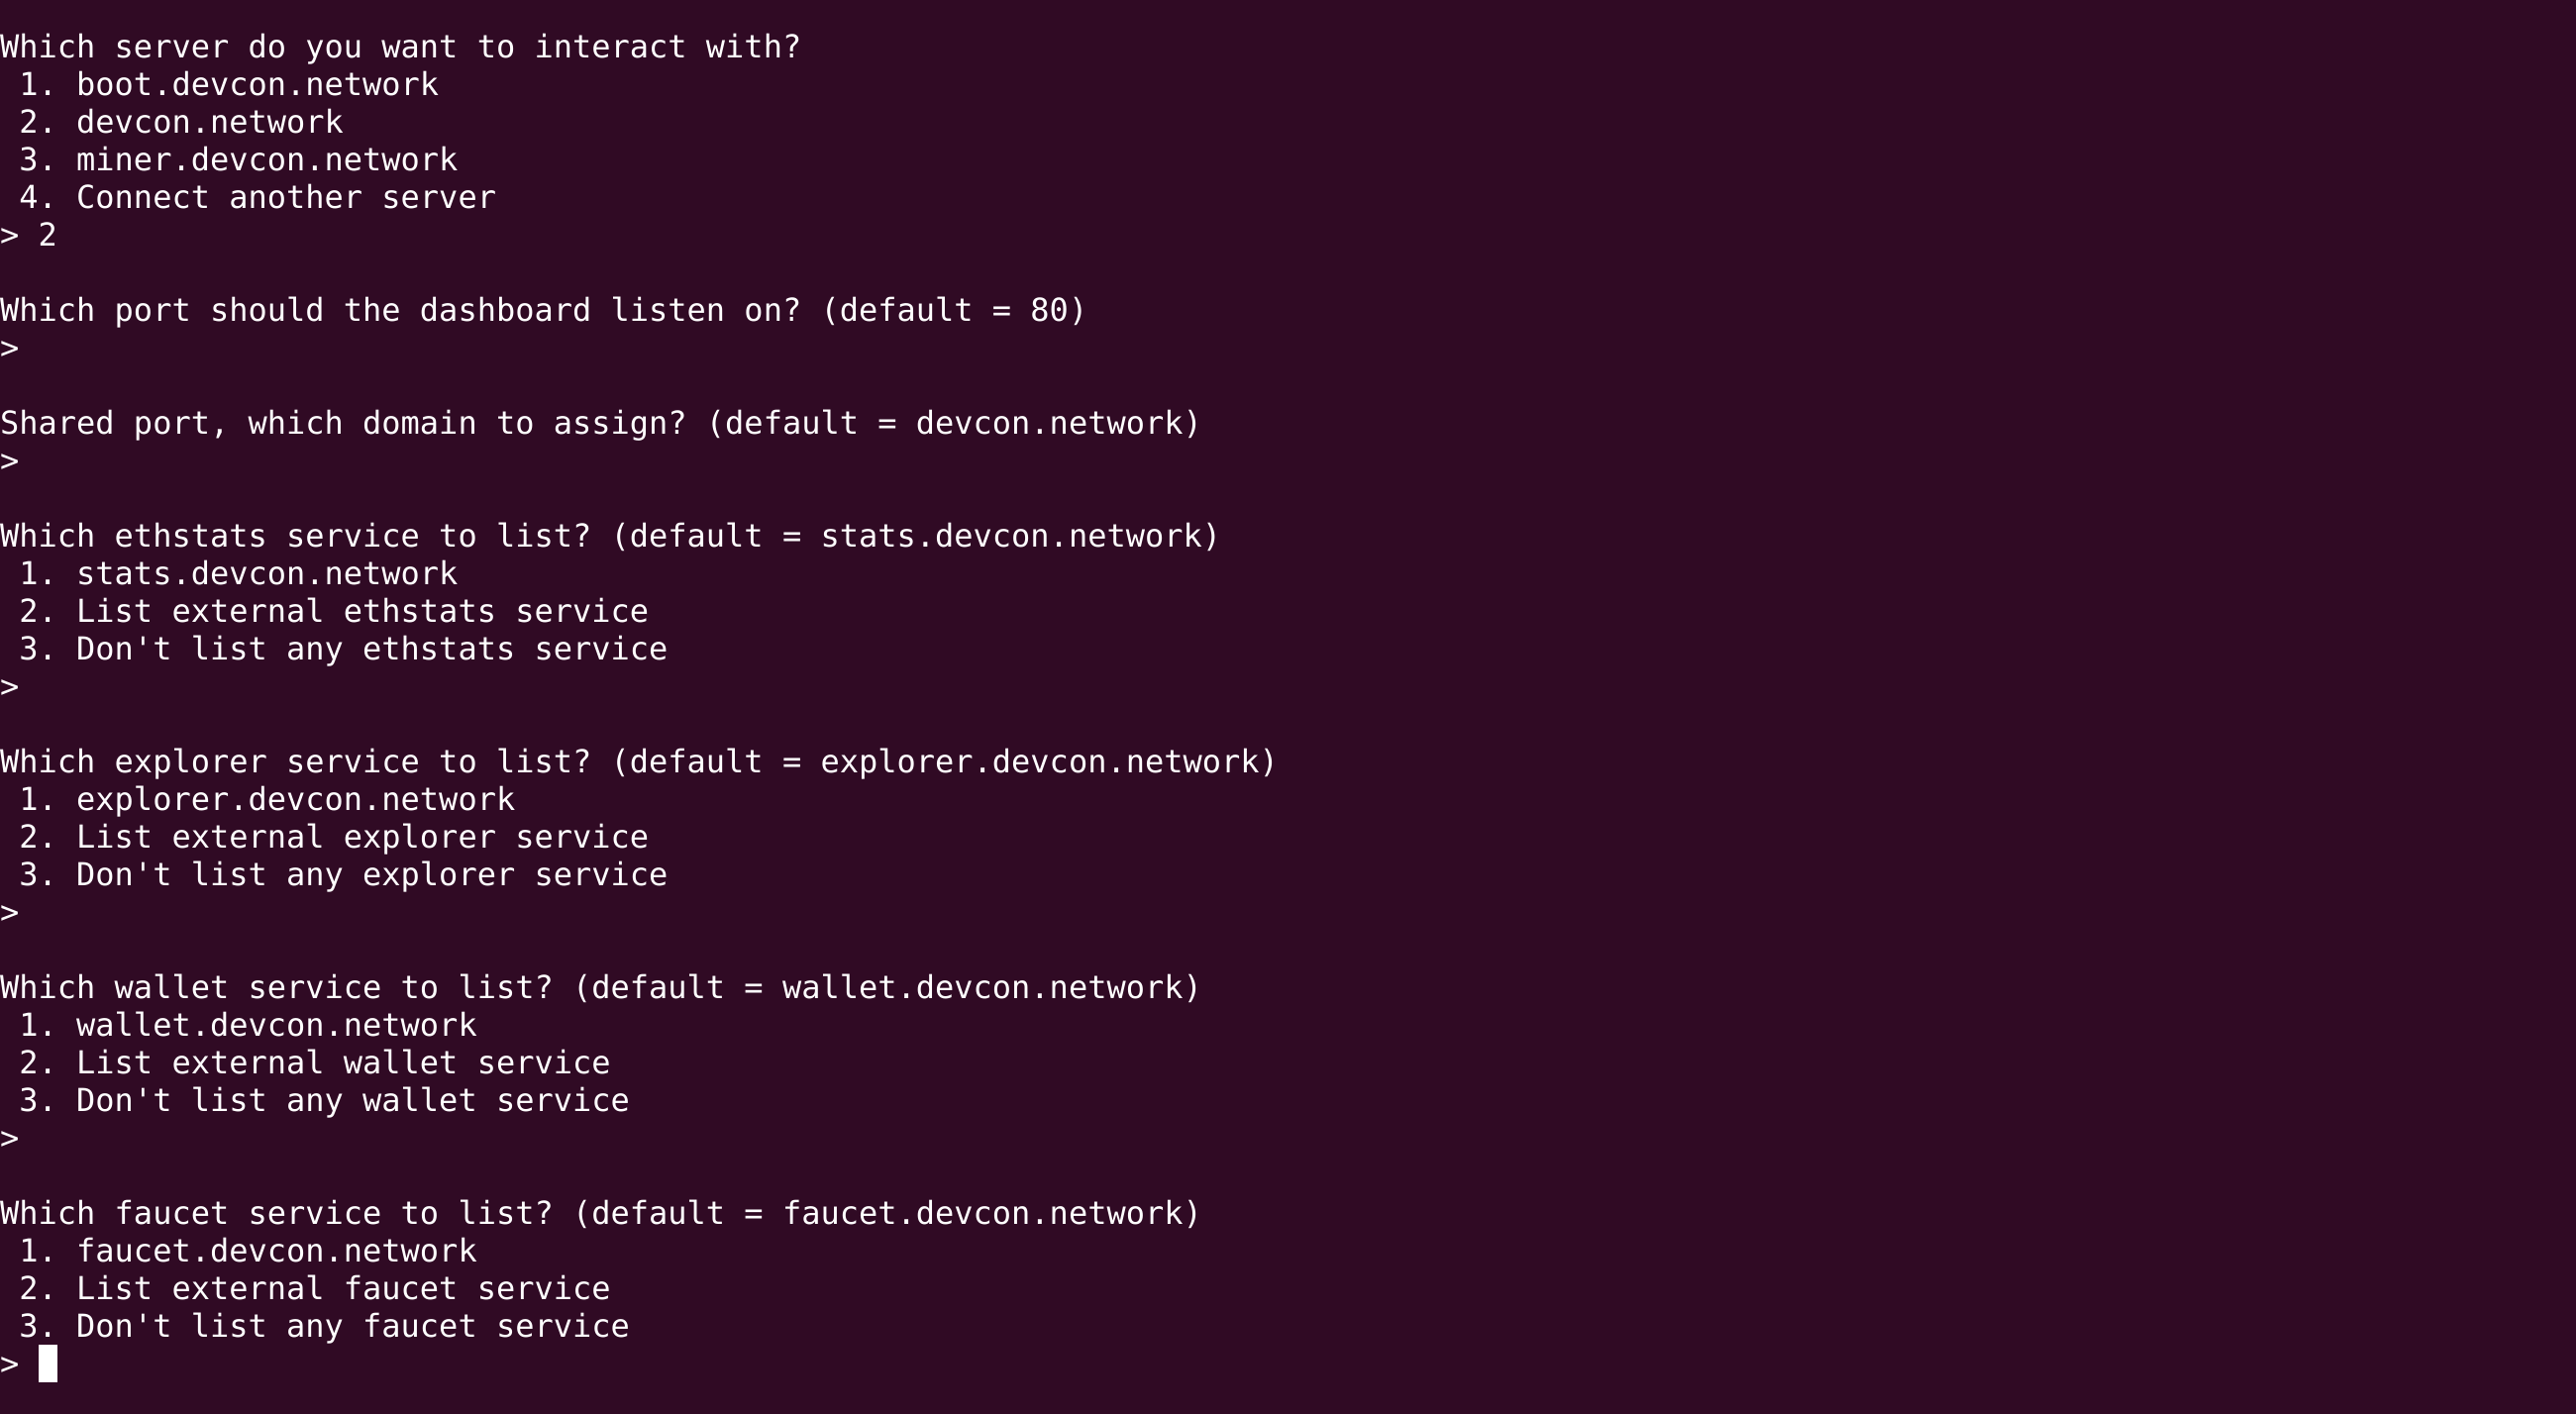 Which server do you want to interact with?
 1. boot.devcon.network
 2. devcon.network
 3. miner.devcon.network
 4. Connect another server
> 2

Which port should the dashboard listen on? (default = 80)
>

Shared port, which domain to assign? (default = devcon.network)
>

Which ethstats service to list? (default = stats.devcon.network)
 1. stats.devcon.network
 2. List external ethstats service
 3. Don't list any ethstats service
>

Which explorer service to list? (default = explorer.devcon.network)
 1. explorer.devcon.network
 2. List external explorer service
 3. Don't list any explorer service
>

Which wallet service to list? (default = wallet.devcon.network)
 1. wallet.devcon.network
 2. List external wallet service
 3. Don't list any wallet service
>

Which faucet service to list? (default = faucet.devcon.network)
 1. faucet.devcon.network
 2. List external faucet service
 3. Don't list any faucet service
>